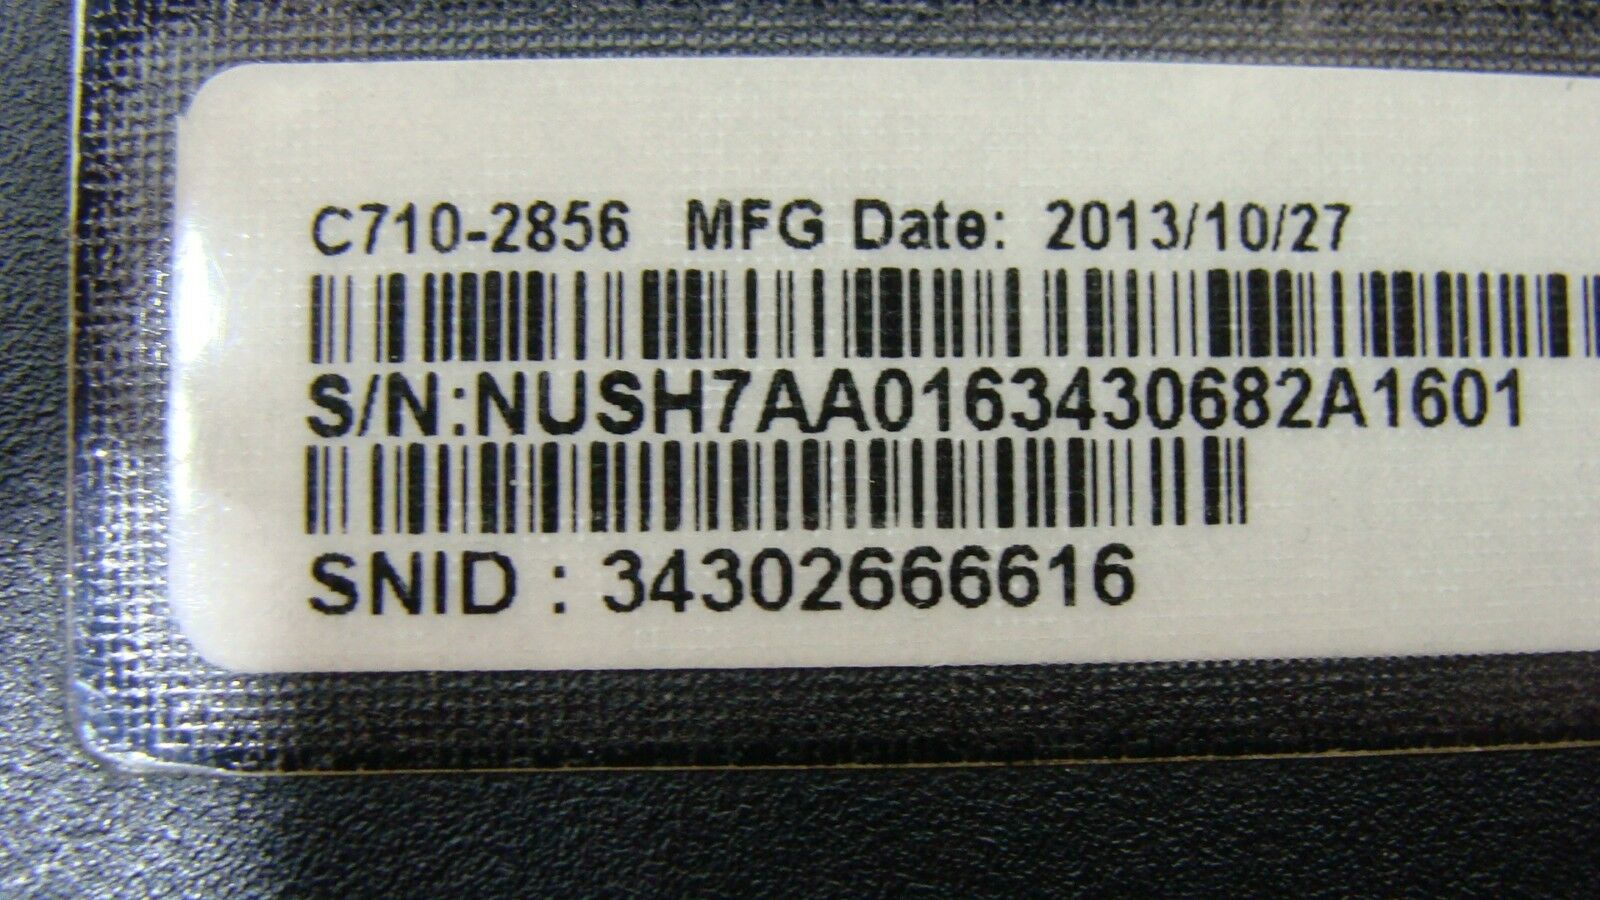 C710-2856 MFG Date: 2013/10/27
S/N:NUSH7AA0163430682A1601
SNID : 34302666616